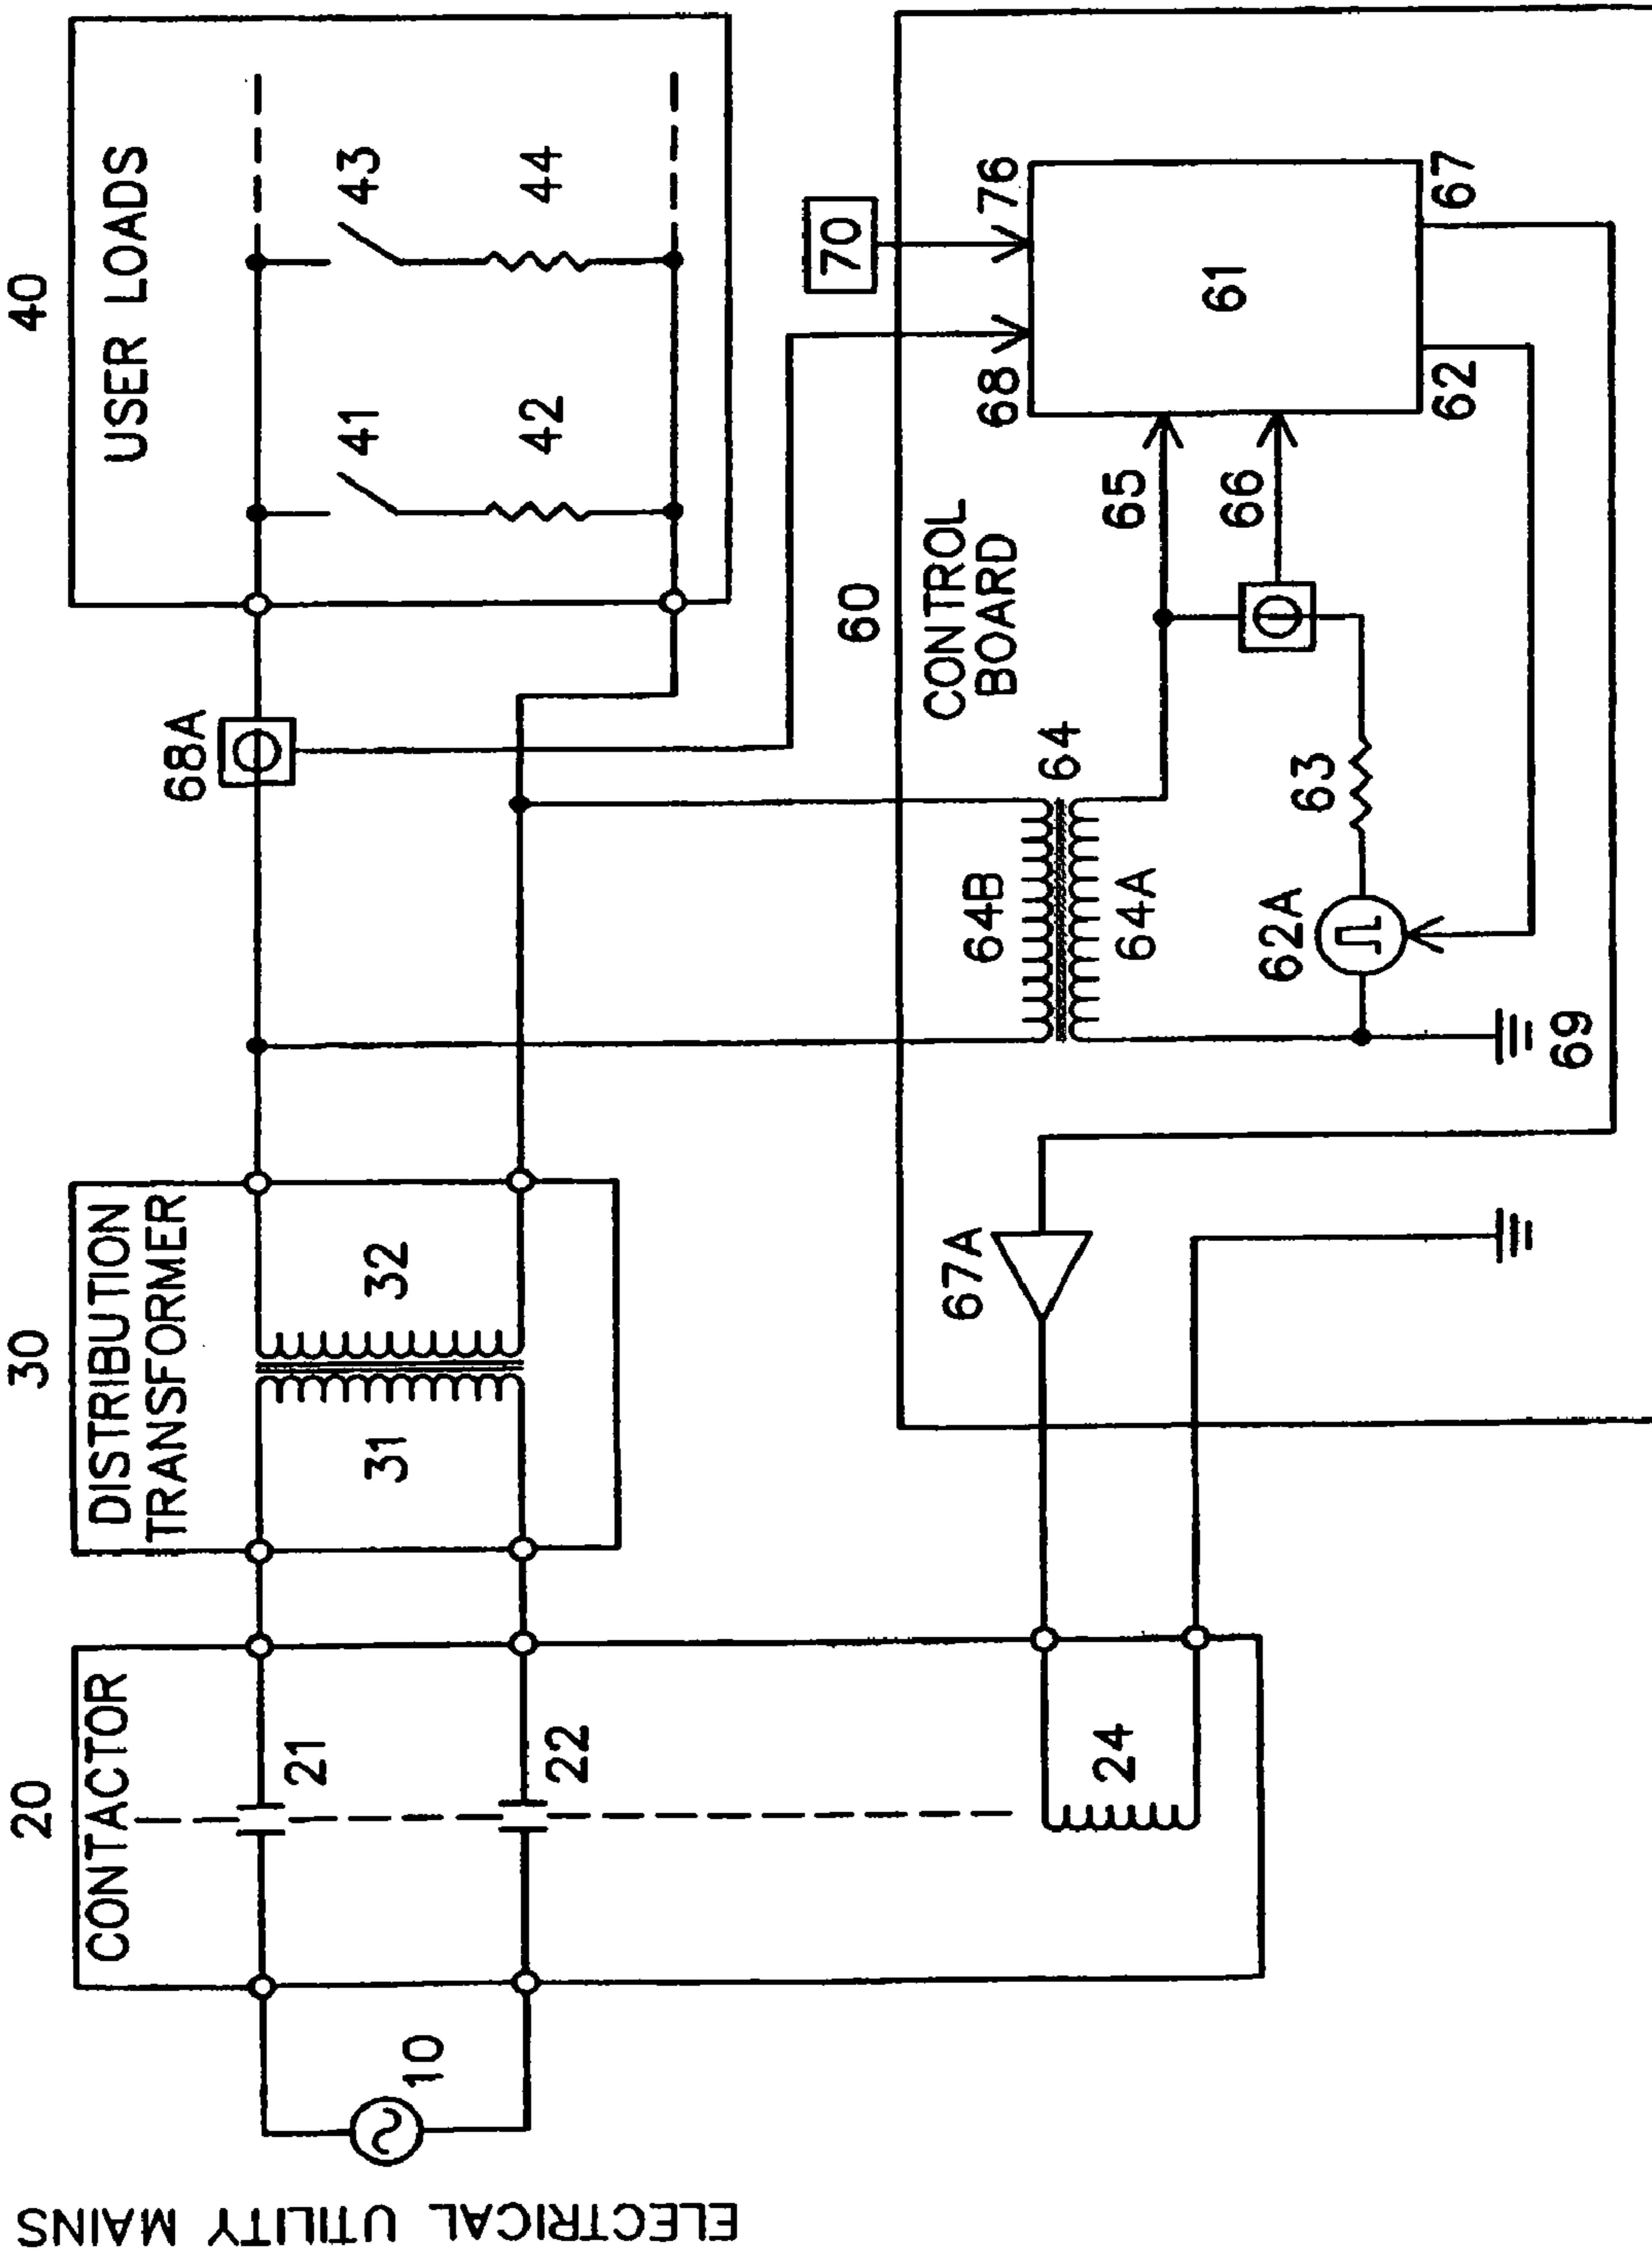 ELECTRICAL UTILITY MAINS
10
20
CONTACTOR
21
22
24
30
DISTRIBUTION
TRANSFORMER
31
32
40
USER LOADS
41
42
43
44
68A
60
CONTROL
BOARD
70
68
76
61
65
66
62
67
64
64B
64A
63
62A
69
67A